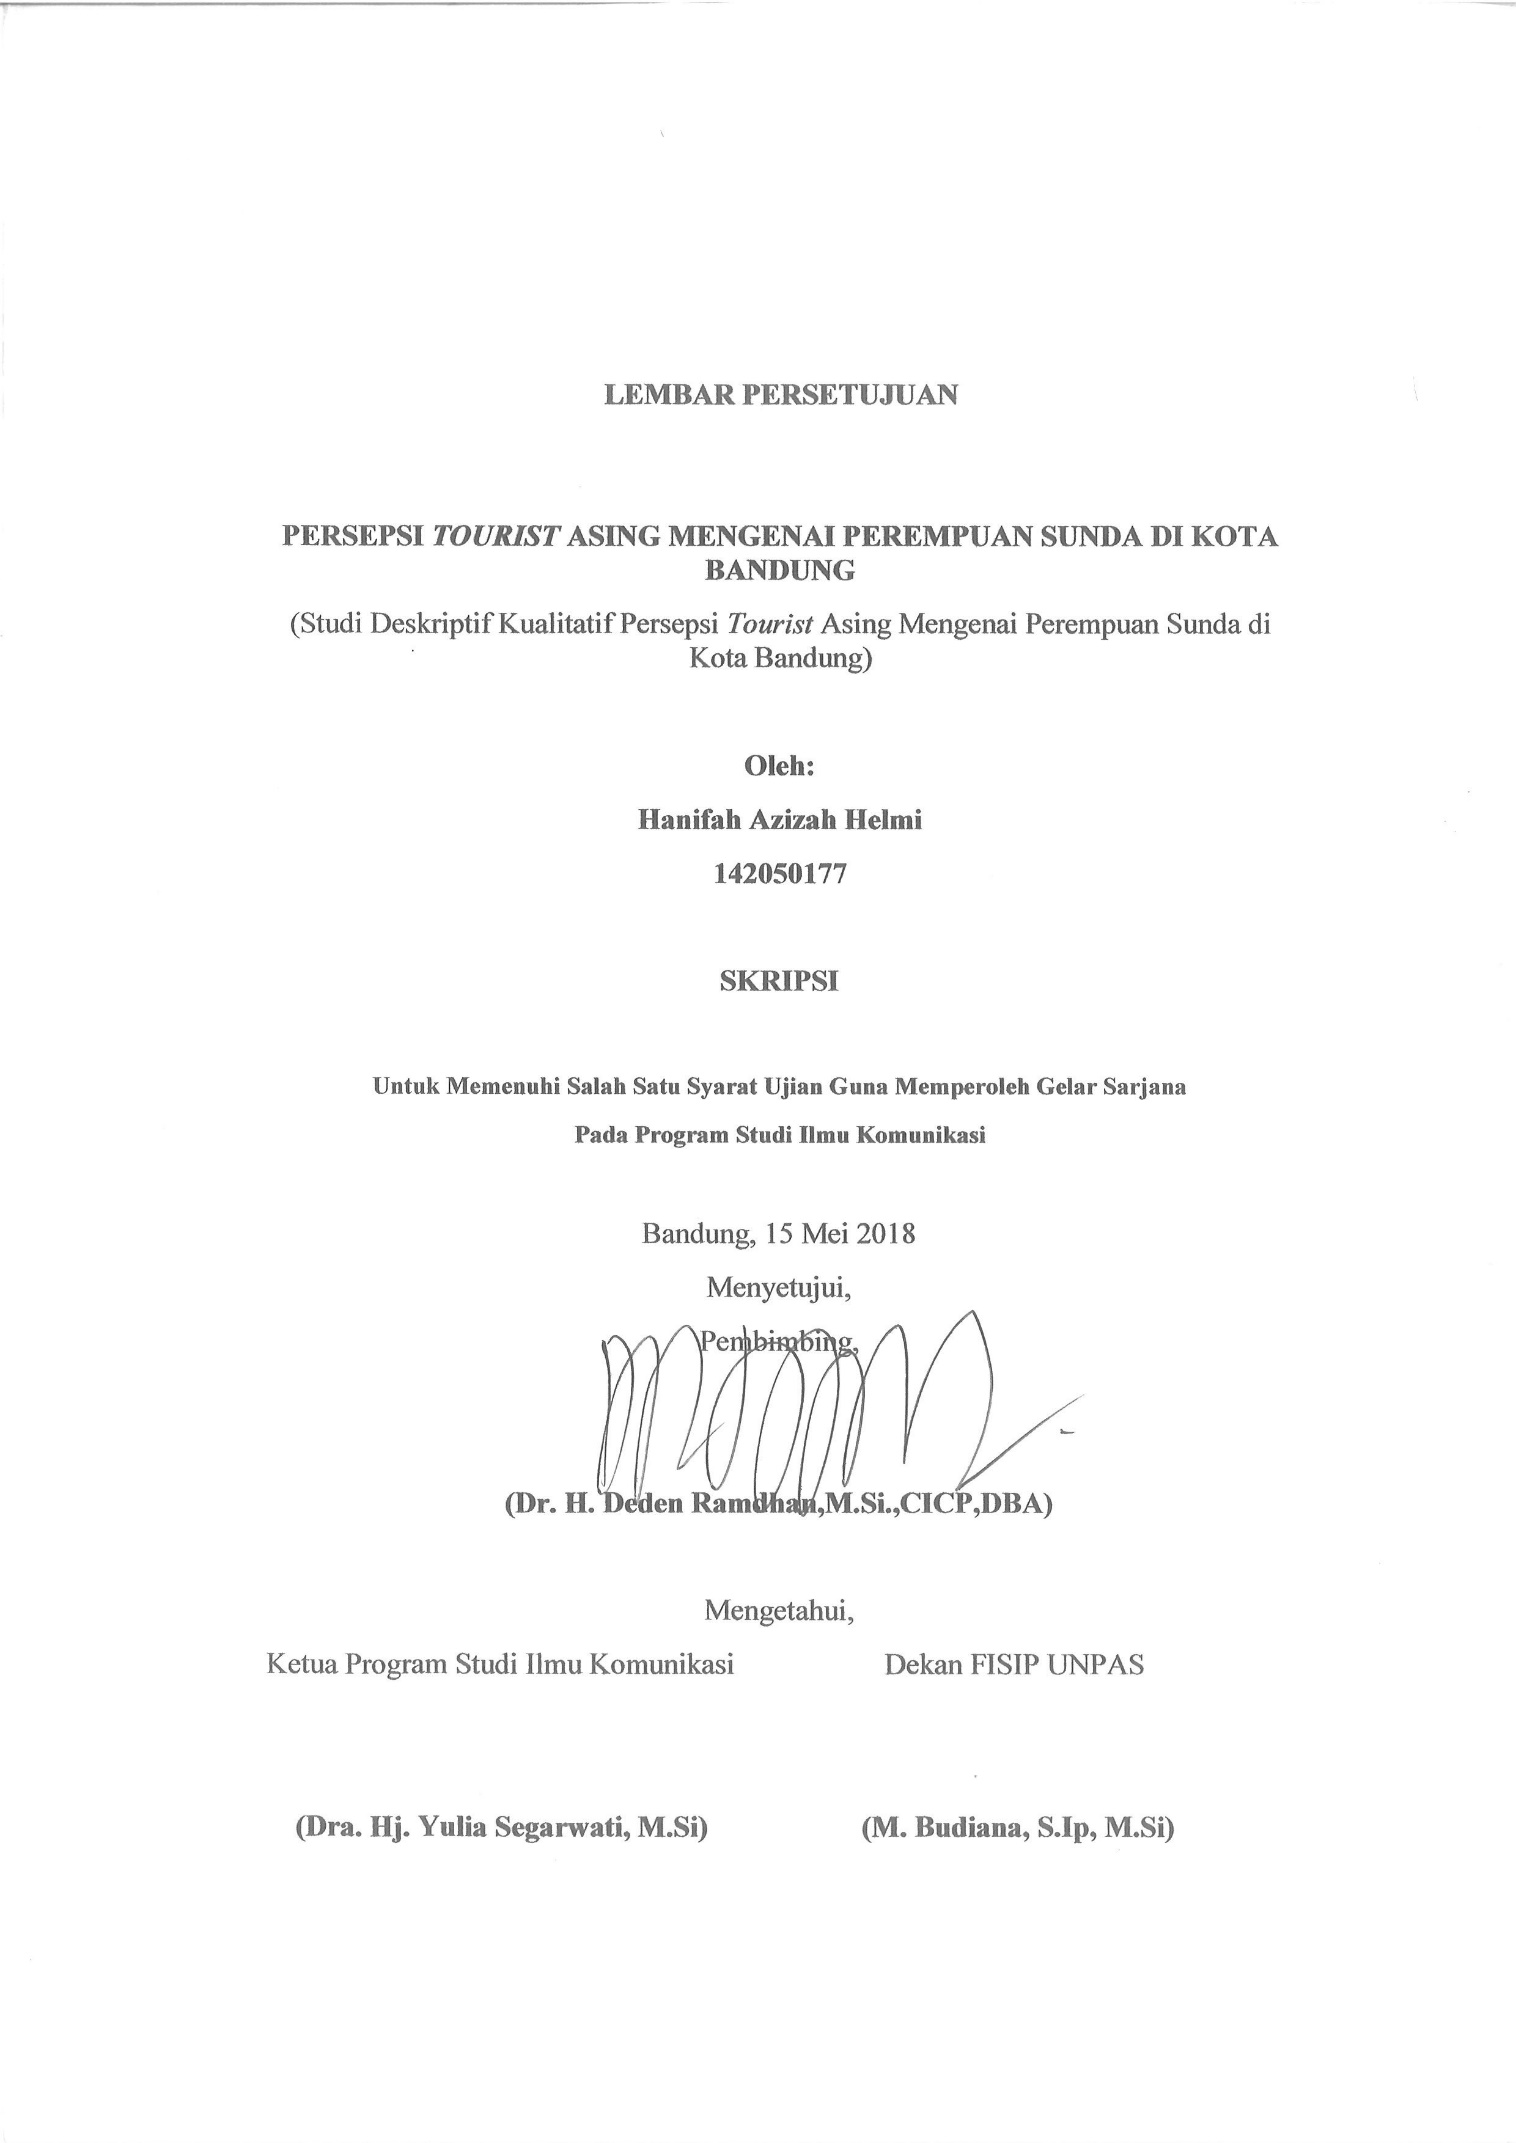 LEMBAR PERSETUJUAN
PERSEPSI TOURIST ASING MENGENAI PEREMPUAN SUNDA DI KOTA
BANDUNG
(Studi Deskriptif Kualitatif Persepsi Tourist Asing Mengenai Perempuan Sunda di
Kota Bandung)
Oleh:
Hanifah Azizah Helmi
142050177
SKRIPSI
Untuk Memenuhi Salah Satu Syarat Ujian Guna Memperoleh Gelar Sarjana
Pada Program Studi Ilmu Komunikasi
Bandung, 15 Mei 2018
Menyetujui,
Pembimbing,
(Dr. H. Deden Ramdhan,M.Si.,CICP,DBA)
Mengetahui,
Ketua Program Studi Ilmu Komunikasi Dekan FISIP UNPAS
(Dra. Hj. Yulia Segarwati, M.Si) (M. Budiana, S.Ip, M.Si)